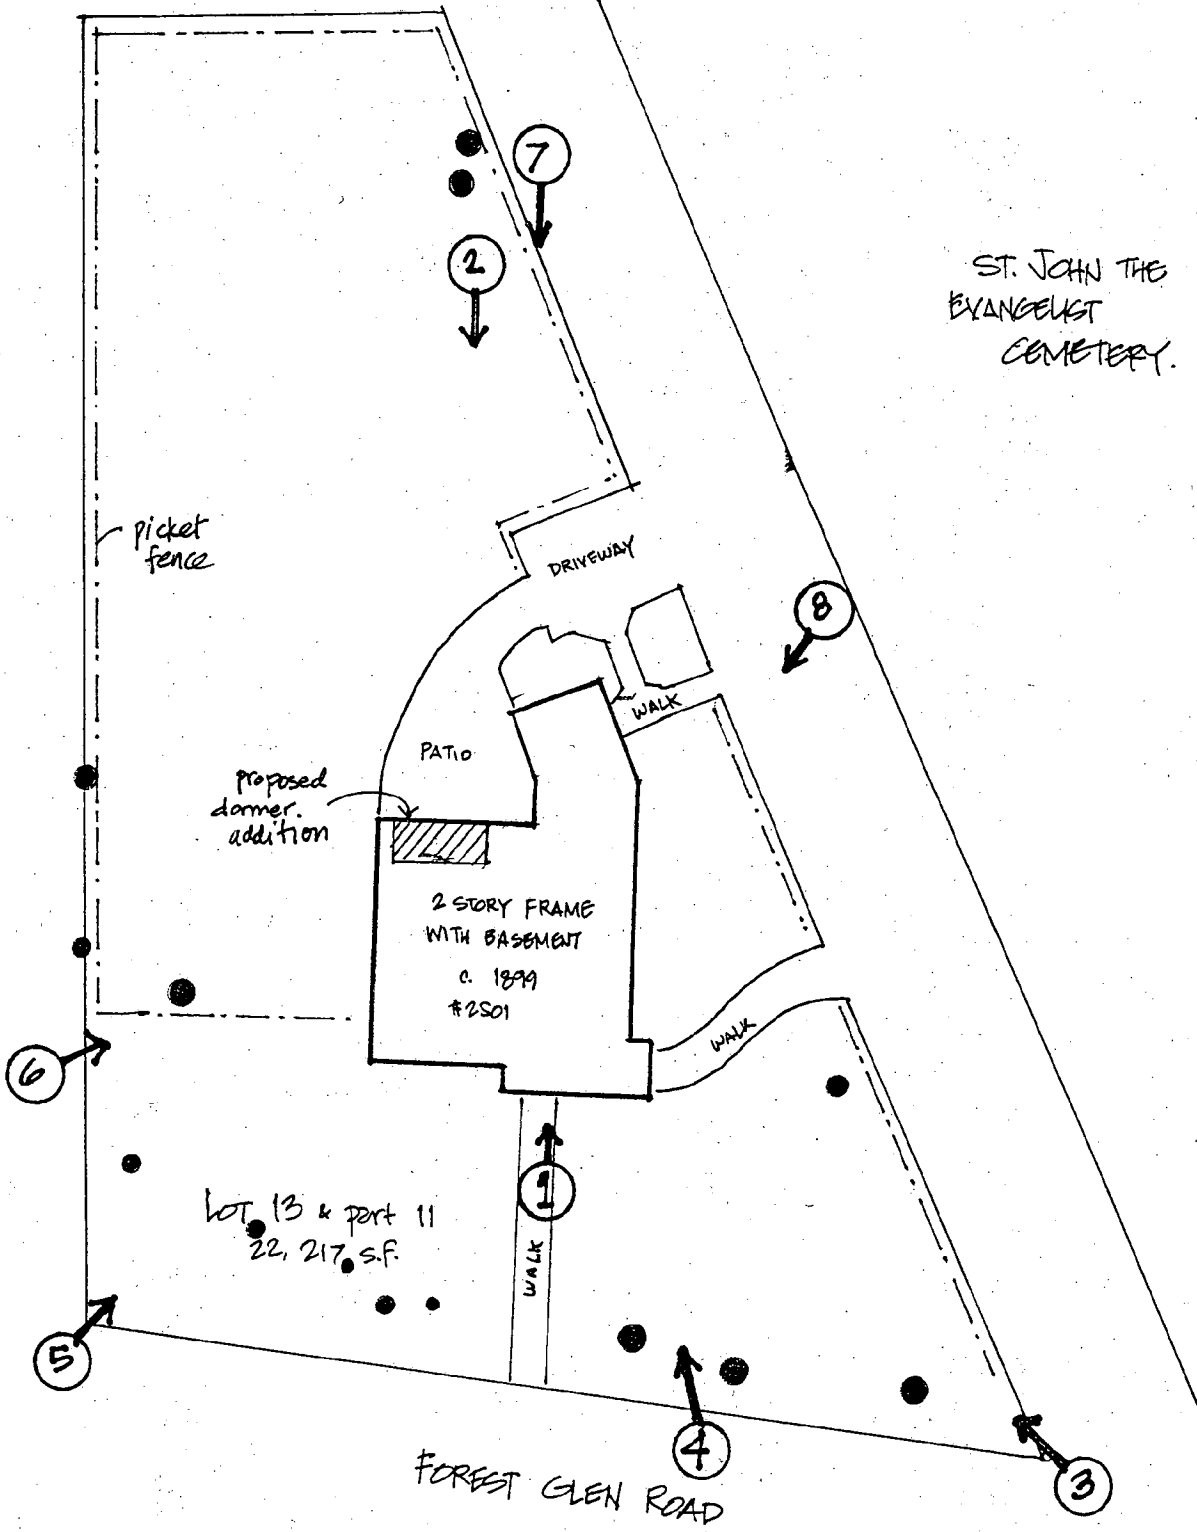 7
2
ST. JOHN THE
EVANGELIST
CEMETERY.
picket
fence
DRIVEWAY
8
WALK
PATIO
proposed
dormer.
addition
2 STORY FRAME
WITH BASEMENT
c. 1899
#2501
WALK
6
1
LOT 13 & part 11
22,217 s.f.
WALK
5
4
3
FOREST GLEN ROAD